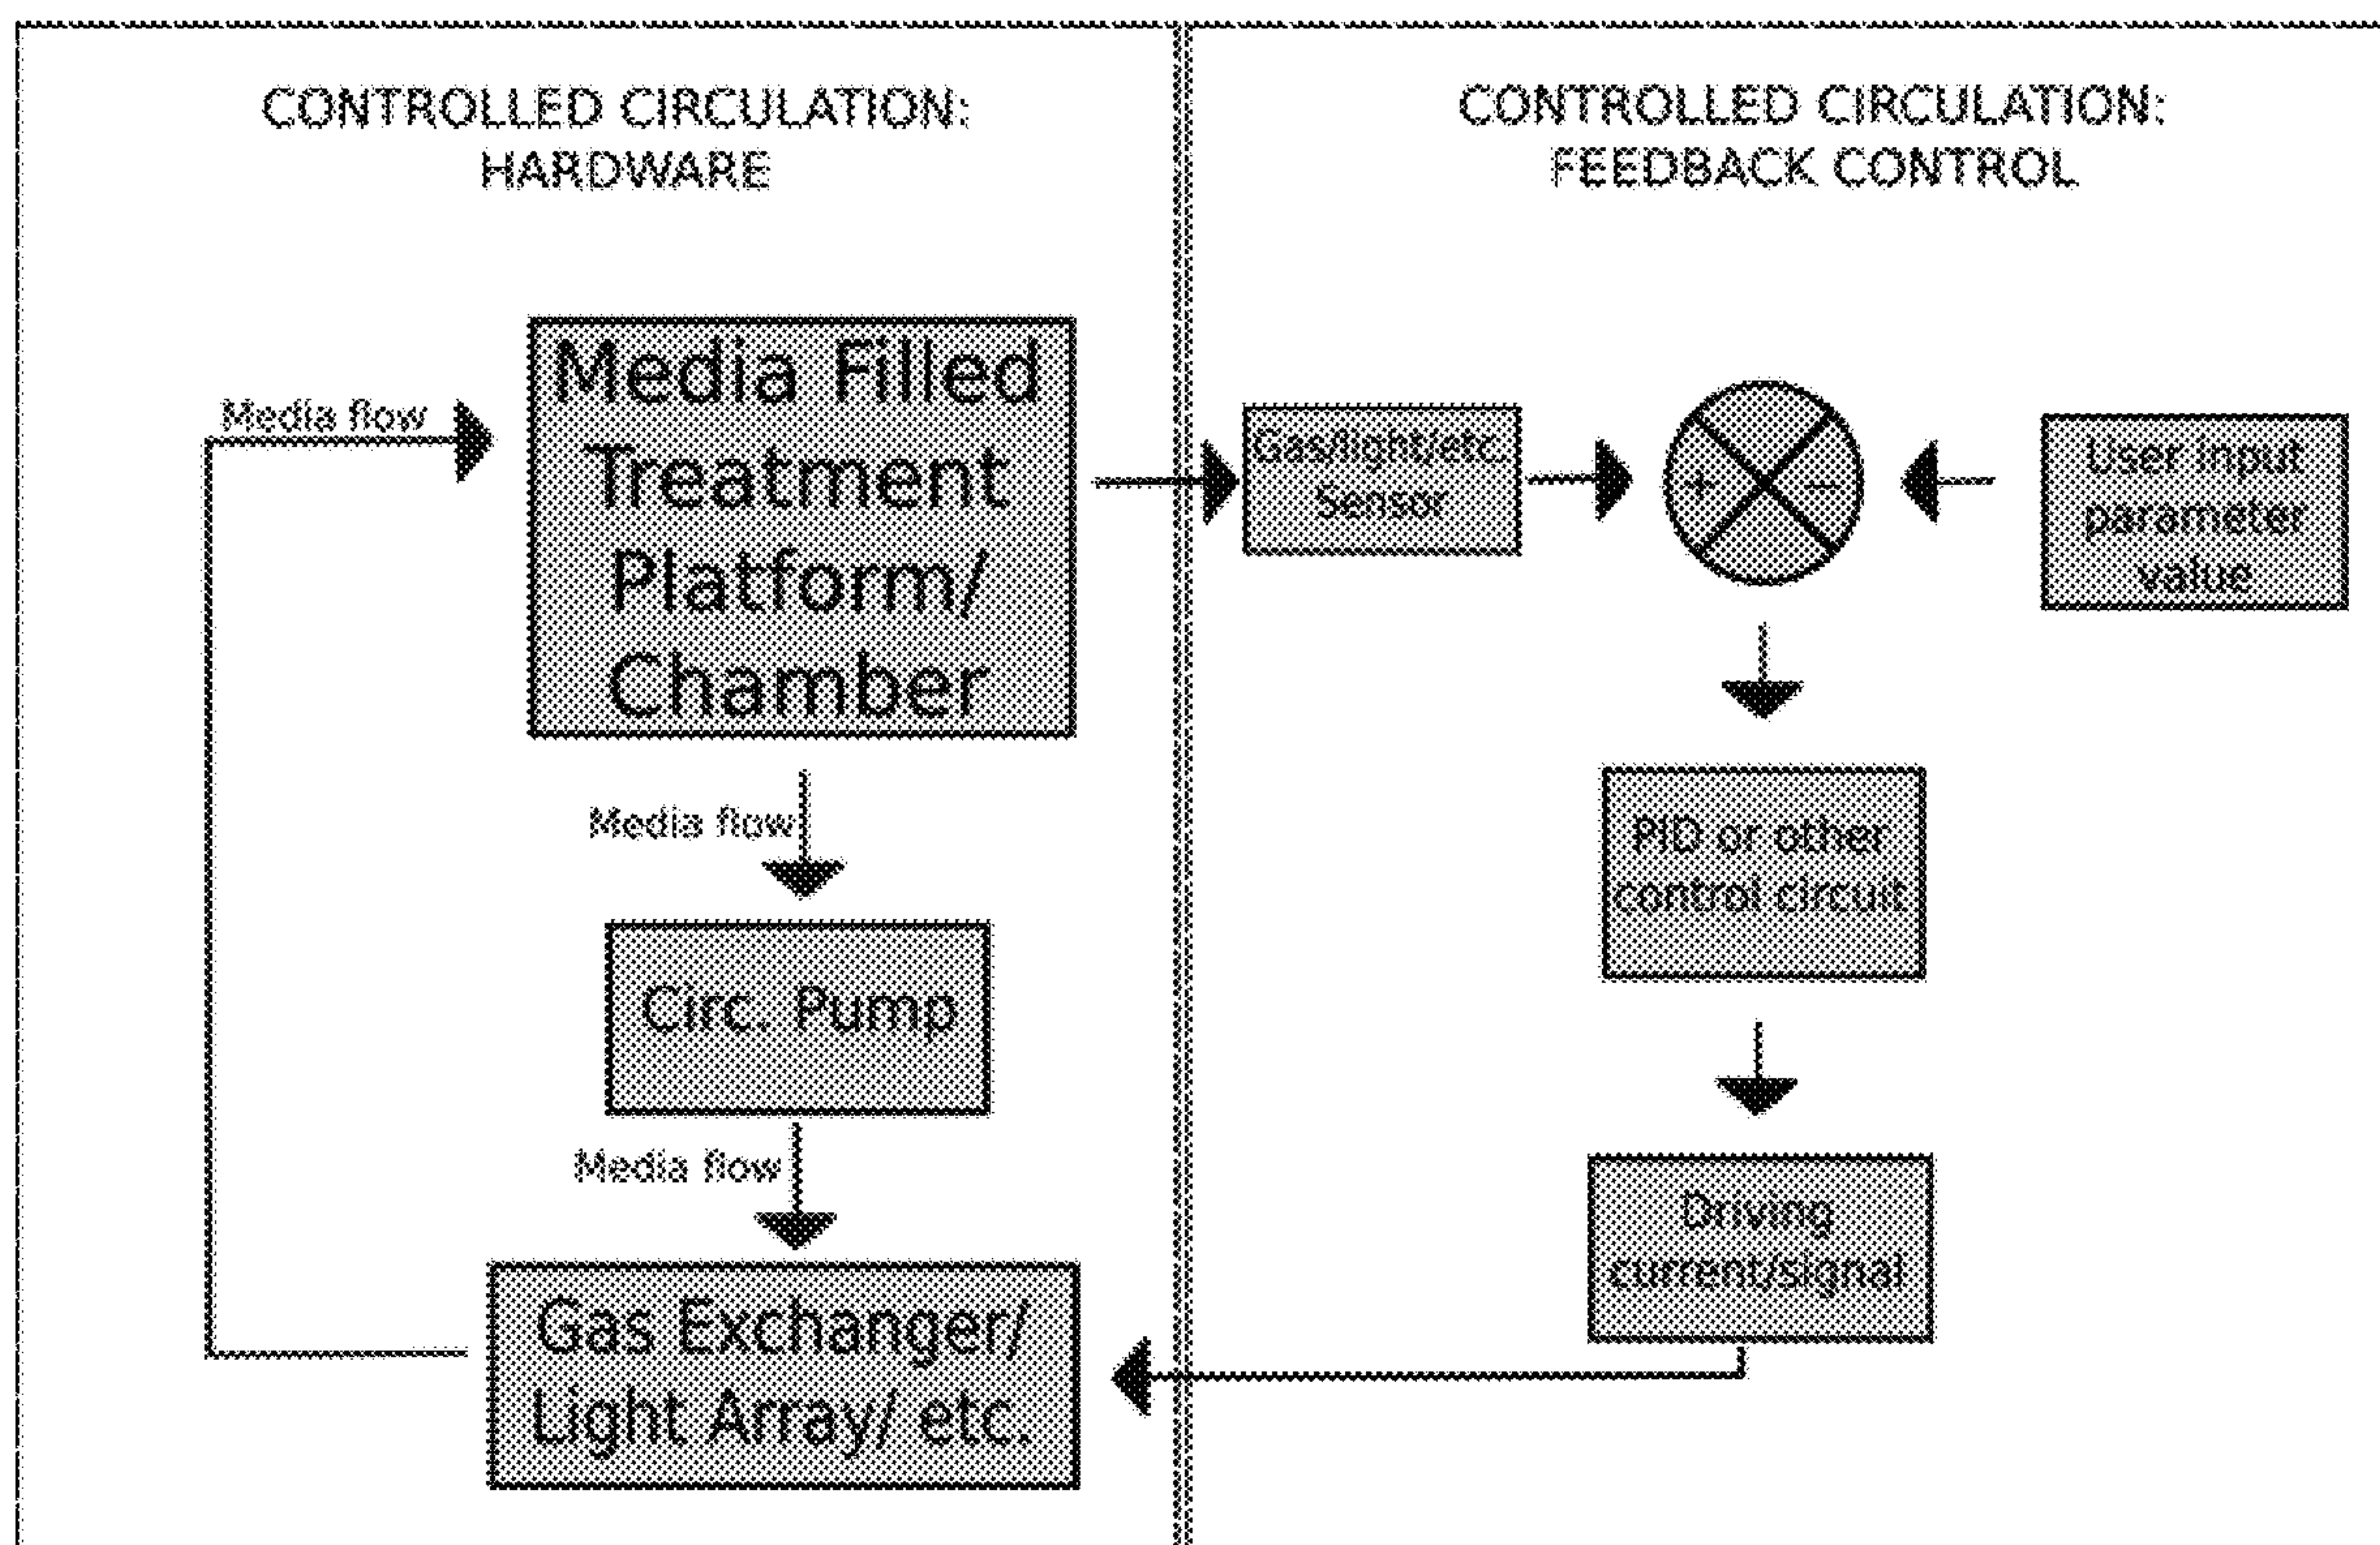 CONTROLLED CIRCULATION:
HARDWARE
Media flow
Media Filled
Treatment
Platform/
Chamber
Media flow
Circ. Pump
Media flow
Gas Exchanger/
Light Array/ etc.
CONTROLLED CIRCULATION:
FEEDBACK CONTROL
Gas/light/etc.
Sensor
+
−
User input
parameter
value
PID or other
control circuit
Driving
current/signal